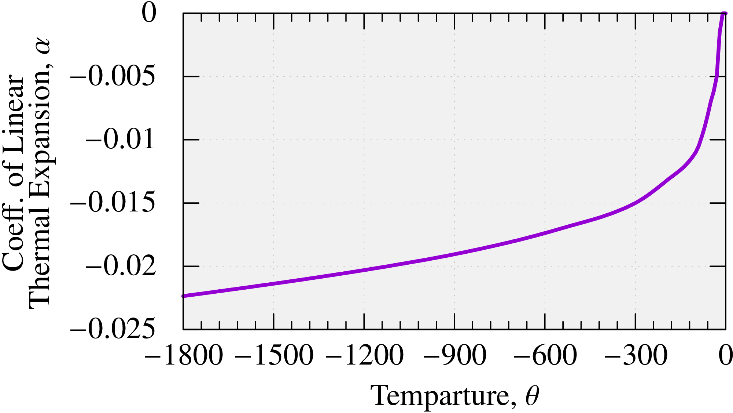 0
−0.005
−0.01
−0.015
−0.02
−0.025
Coeff. of Linear
Thermal Expansion, α
−1800 −1500 −1200 −900 −600 −300 0
Temparture, θ